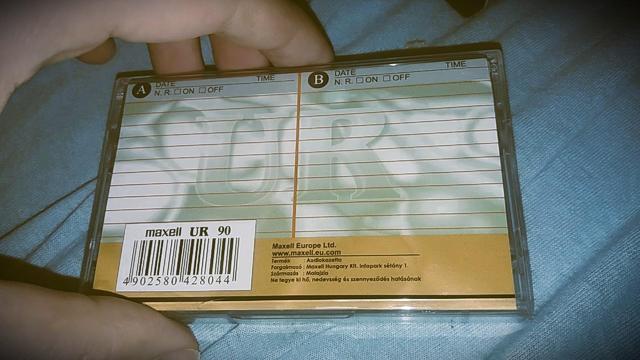 A DATE TIME
N. R. □ ON □ OFF
B DATE TIME
N. R. □ ON □ OFF
UR
maxell UR 90
4 902580 428044
Maxell Europe Ltd.
www.maxell.eu.com
Termék : Audiokazetta
Forgalmazó : Maxell Hungary Kft. Infopark sétány 1.
Származás : Malajzia
Ne tegye ki hő, nedvesség és szennyeződés hatásának